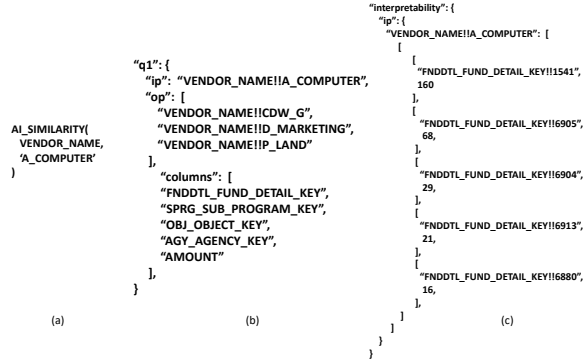 AI_SIMILARITY(
VENDOR_NAME,
‘A_COMPUTER’
)
(a)
“q1”: {
“ip”: “VENDOR_NAME!!A_COMPUTER”,
“op”: [
“VENDOR_NAME!!CDW_G”,
“VENDOR_NAME!!D_MARKETING”,
“VENDOR_NAME!!P_LAND”
],
“columns”: [
“FNDDTL_FUND_DETAIL_KEY”,
“SPRG_SUB_PROGRAM_KEY”,
“OBJ_OBJECT_KEY”,
“AGY_AGENCY_KEY”,
“AMOUNT”
],
}
(b)
“interpretability”: {
“ip”: {
“VENDOR_NAME!!A_COMPUTER”: [
[
[
“FNDDTL_FUND_DETAIL_KEY!!1541”,
160
],
[
“FNDDTL_FUND_DETAIL_KEY!!6905”,
68,
],
[
“FNDDTL_FUND_DETAIL_KEY!!6904”,
29,
],
[
“FNDDTL_FUND_DETAIL_KEY!!6913”,
21,
],
[
“FNDDTL_FUND_DETAIL_KEY!!6880”,
16,
],
]
]
}
}
(c)